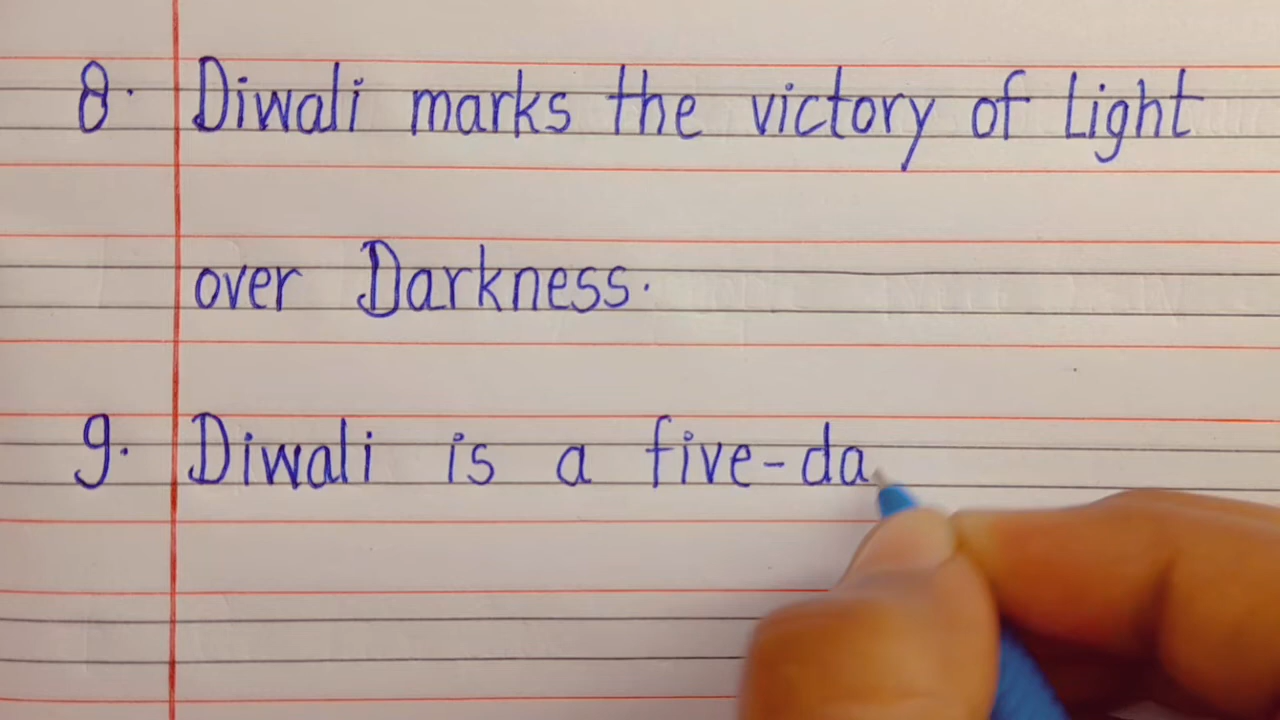 8. Diwali marks the victory of Light
over Darkness.
9. Diwali is a five-da